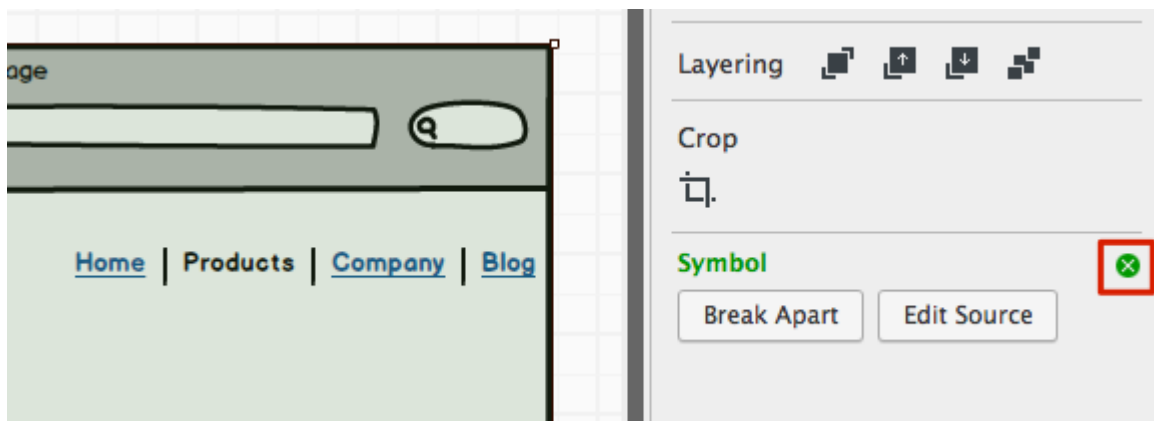 age
Home | Products | Company | Blog
Layering
Crop
Symbol
Break Apart
Edit Source